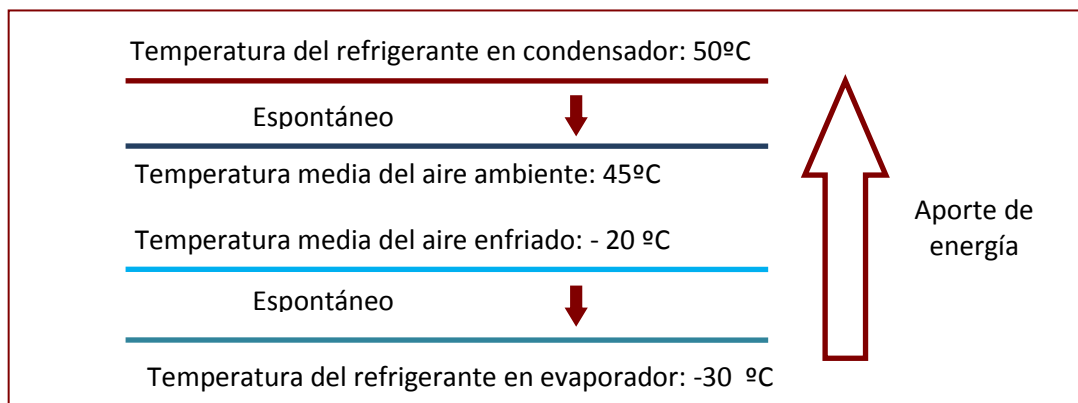 Temperatura del refrigerante en condensador: 50ºC
Espontáneo
Temperatura media del aire ambiente: 45ºC
Temperatura media del aire enfriado: - 20 ºC
Aporte de
energía
Espontáneo
Temperatura del refrigerante en evaporador: -30 ºC